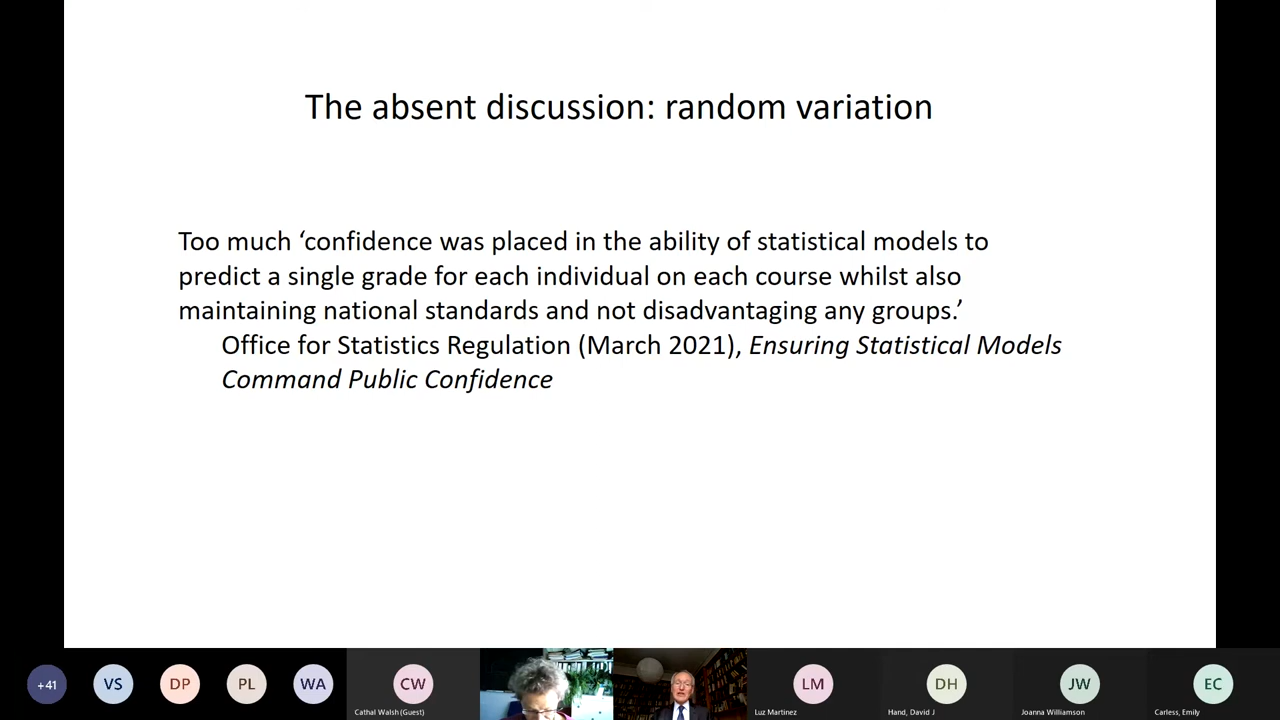 The absent discussion: random variation
Too much ‘confidence was placed in the ability of statistical models to
predict a single grade for each individual on each course whilst also
maintaining national standards and not disadvantaging any groups.’
Office for Statistics Regulation (March 2021), Ensuring Statistical Models
Command Public Confidence
+41
VS
DP
PL
WA
CW
LM
DH
JW
EC
Cathal Walsh (Guest)
Luz Martinez
Hand, David J
Joanna Williamson
Carless, Emily